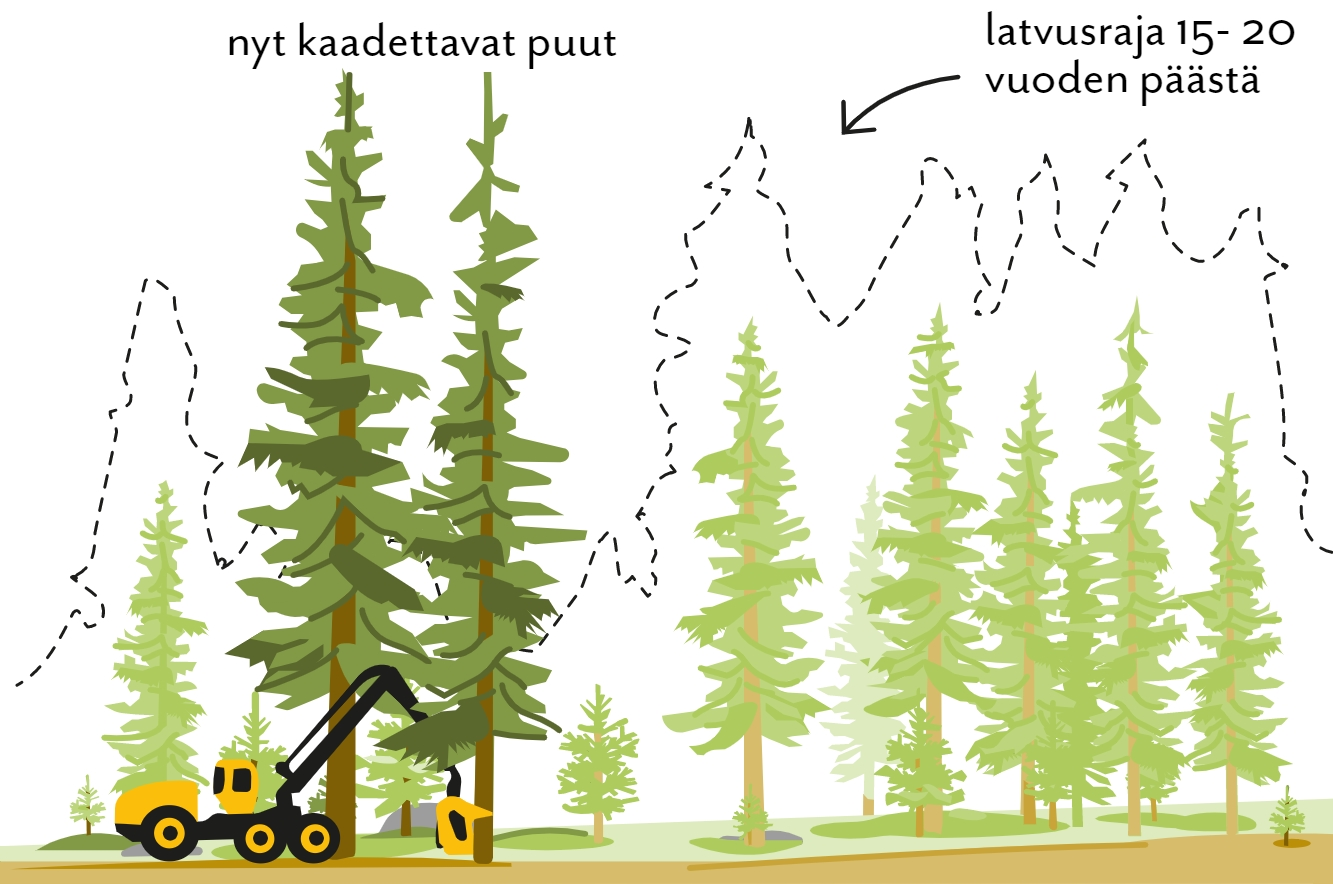 nyt kaadettavat puut
latvusraja 15- 20
vuoden päästä